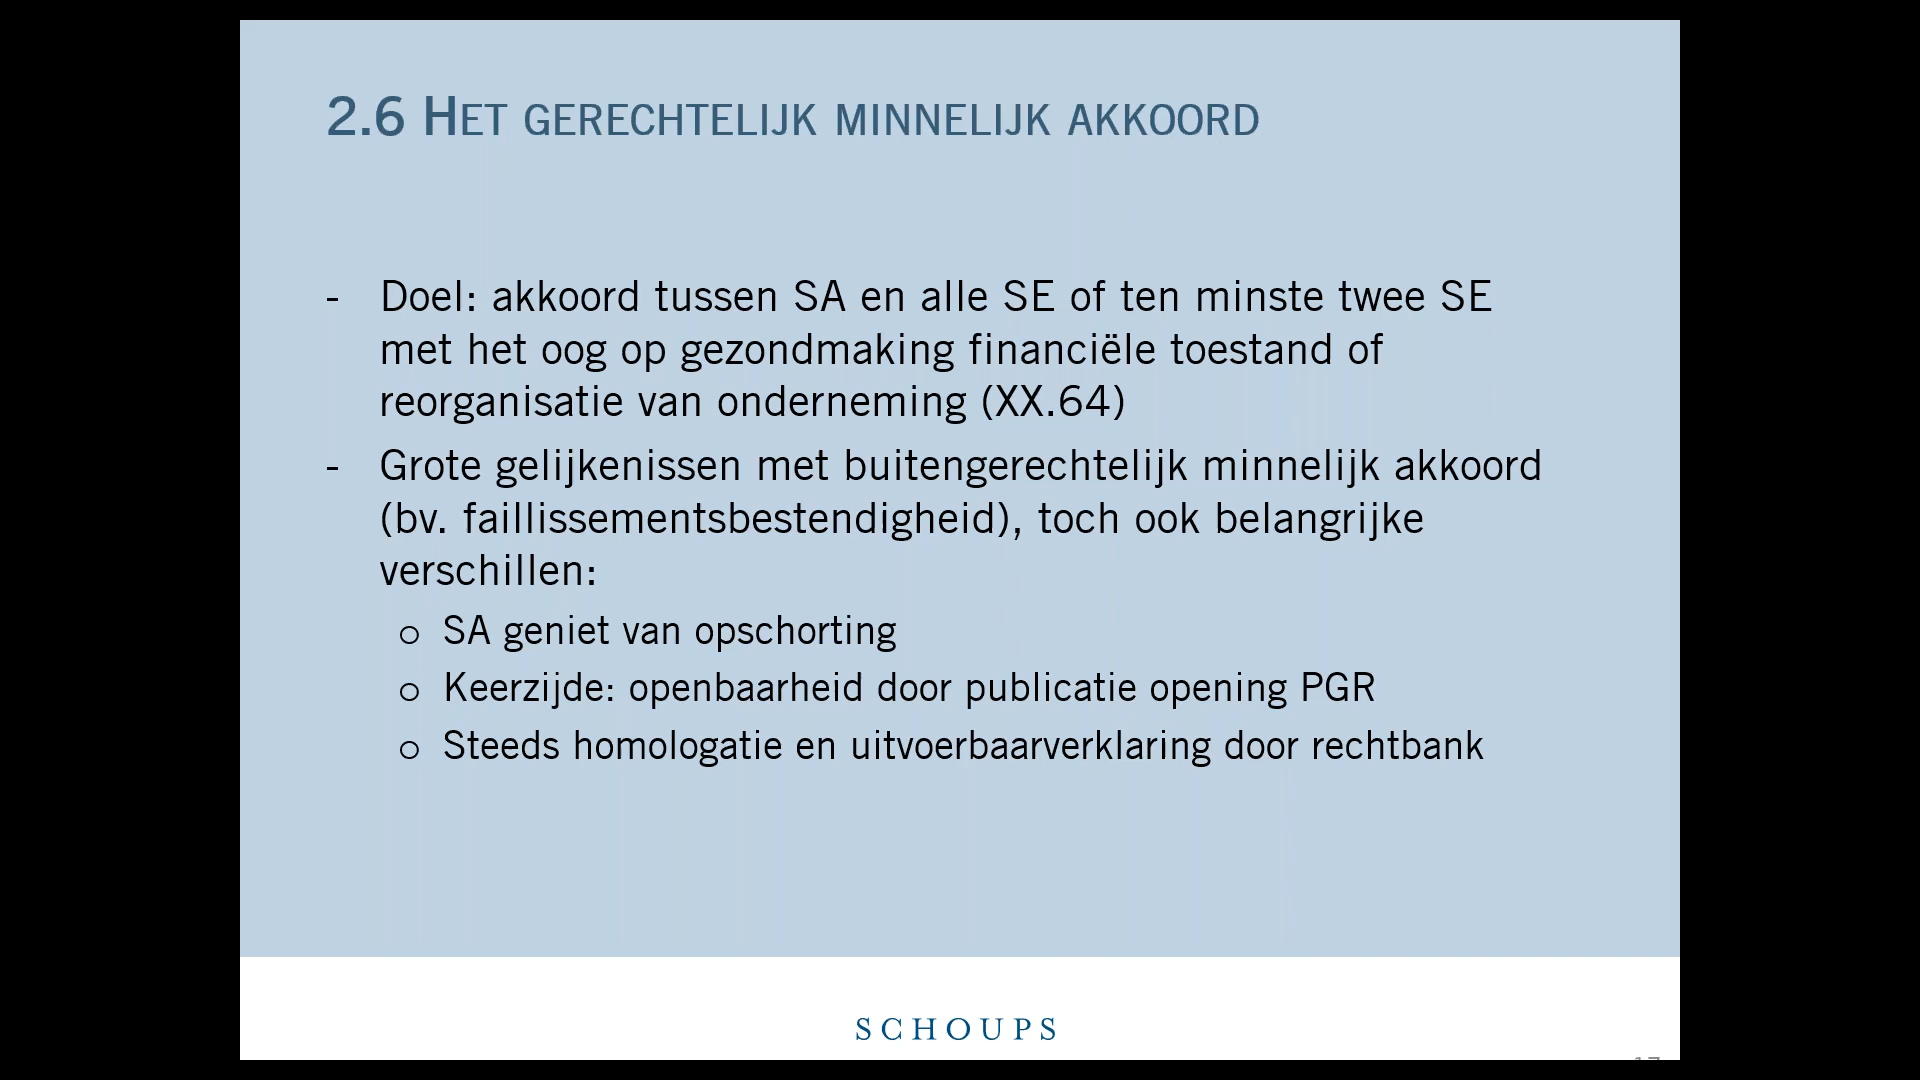 2.6 HET GERECHTELIJK MINNELIJK AKKOORD
- Doel: akkoord tussen SA en alle SE of ten minste twee SE
met het oog op gezondmaking financiële toestand of
reorganisatie van onderneming (XX.64)
- Grote gelijkenissen met buitengerechtelijk minnelijk akkoord
(bv. faillissementsbestendigheid), toch ook belangrijke
verschillen:
o SA geniet van opschorting
o Keerzijde: openbaarheid door publicatie opening PGR
o Steeds homologatie en uitvoerbaarverklaring door rechtbank
SCHOUPS